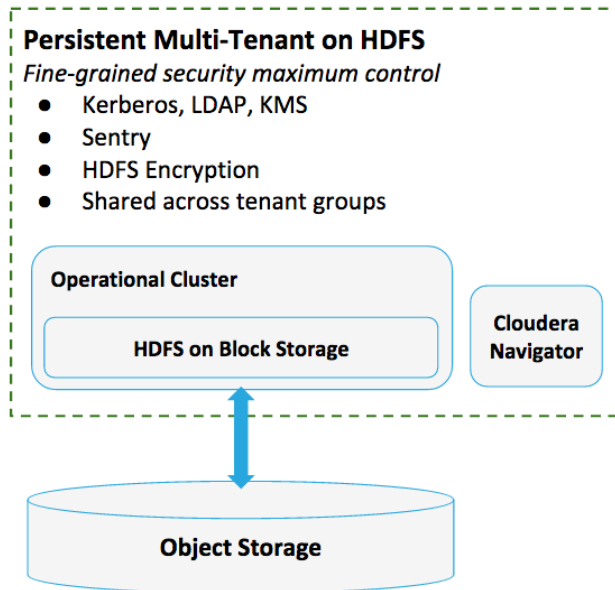 Persistent Multi-Tenant on HDFS
Fine-grained security maximum control
● Kerberos, LDAP, KMS
● Sentry
● HDFS Encryption
● Shared across tenant groups
Operational Cluster
HDFS on Block Storage
Cloudera
Navigator
Object Storage